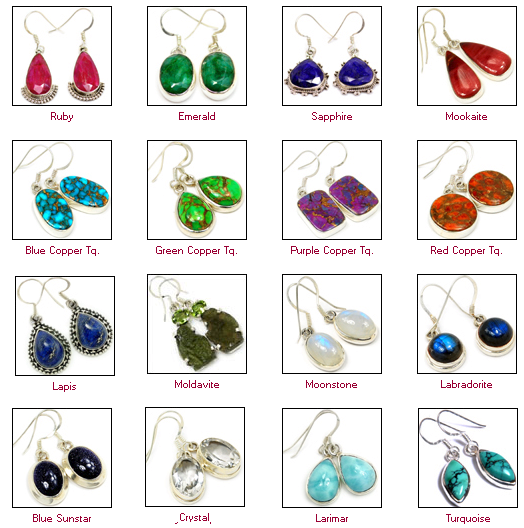 Ruby
Emerald
Sapphire
Mookaite
Blue Copper Tq.
Green Copper Tq.
Purple Copper Tq.
Red Copper Tq.
Lapis
Moldavite
Moonstone
Labradorite
Blue Sunstar
Crystal
Larimar
Turquoise